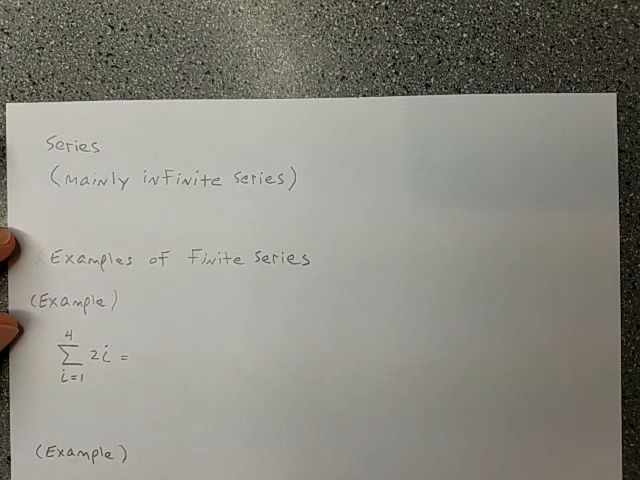 Series
(Mainly infinite series)
Examples of finite series
(Example)
4
∑ 2i =
i=1
(Example)